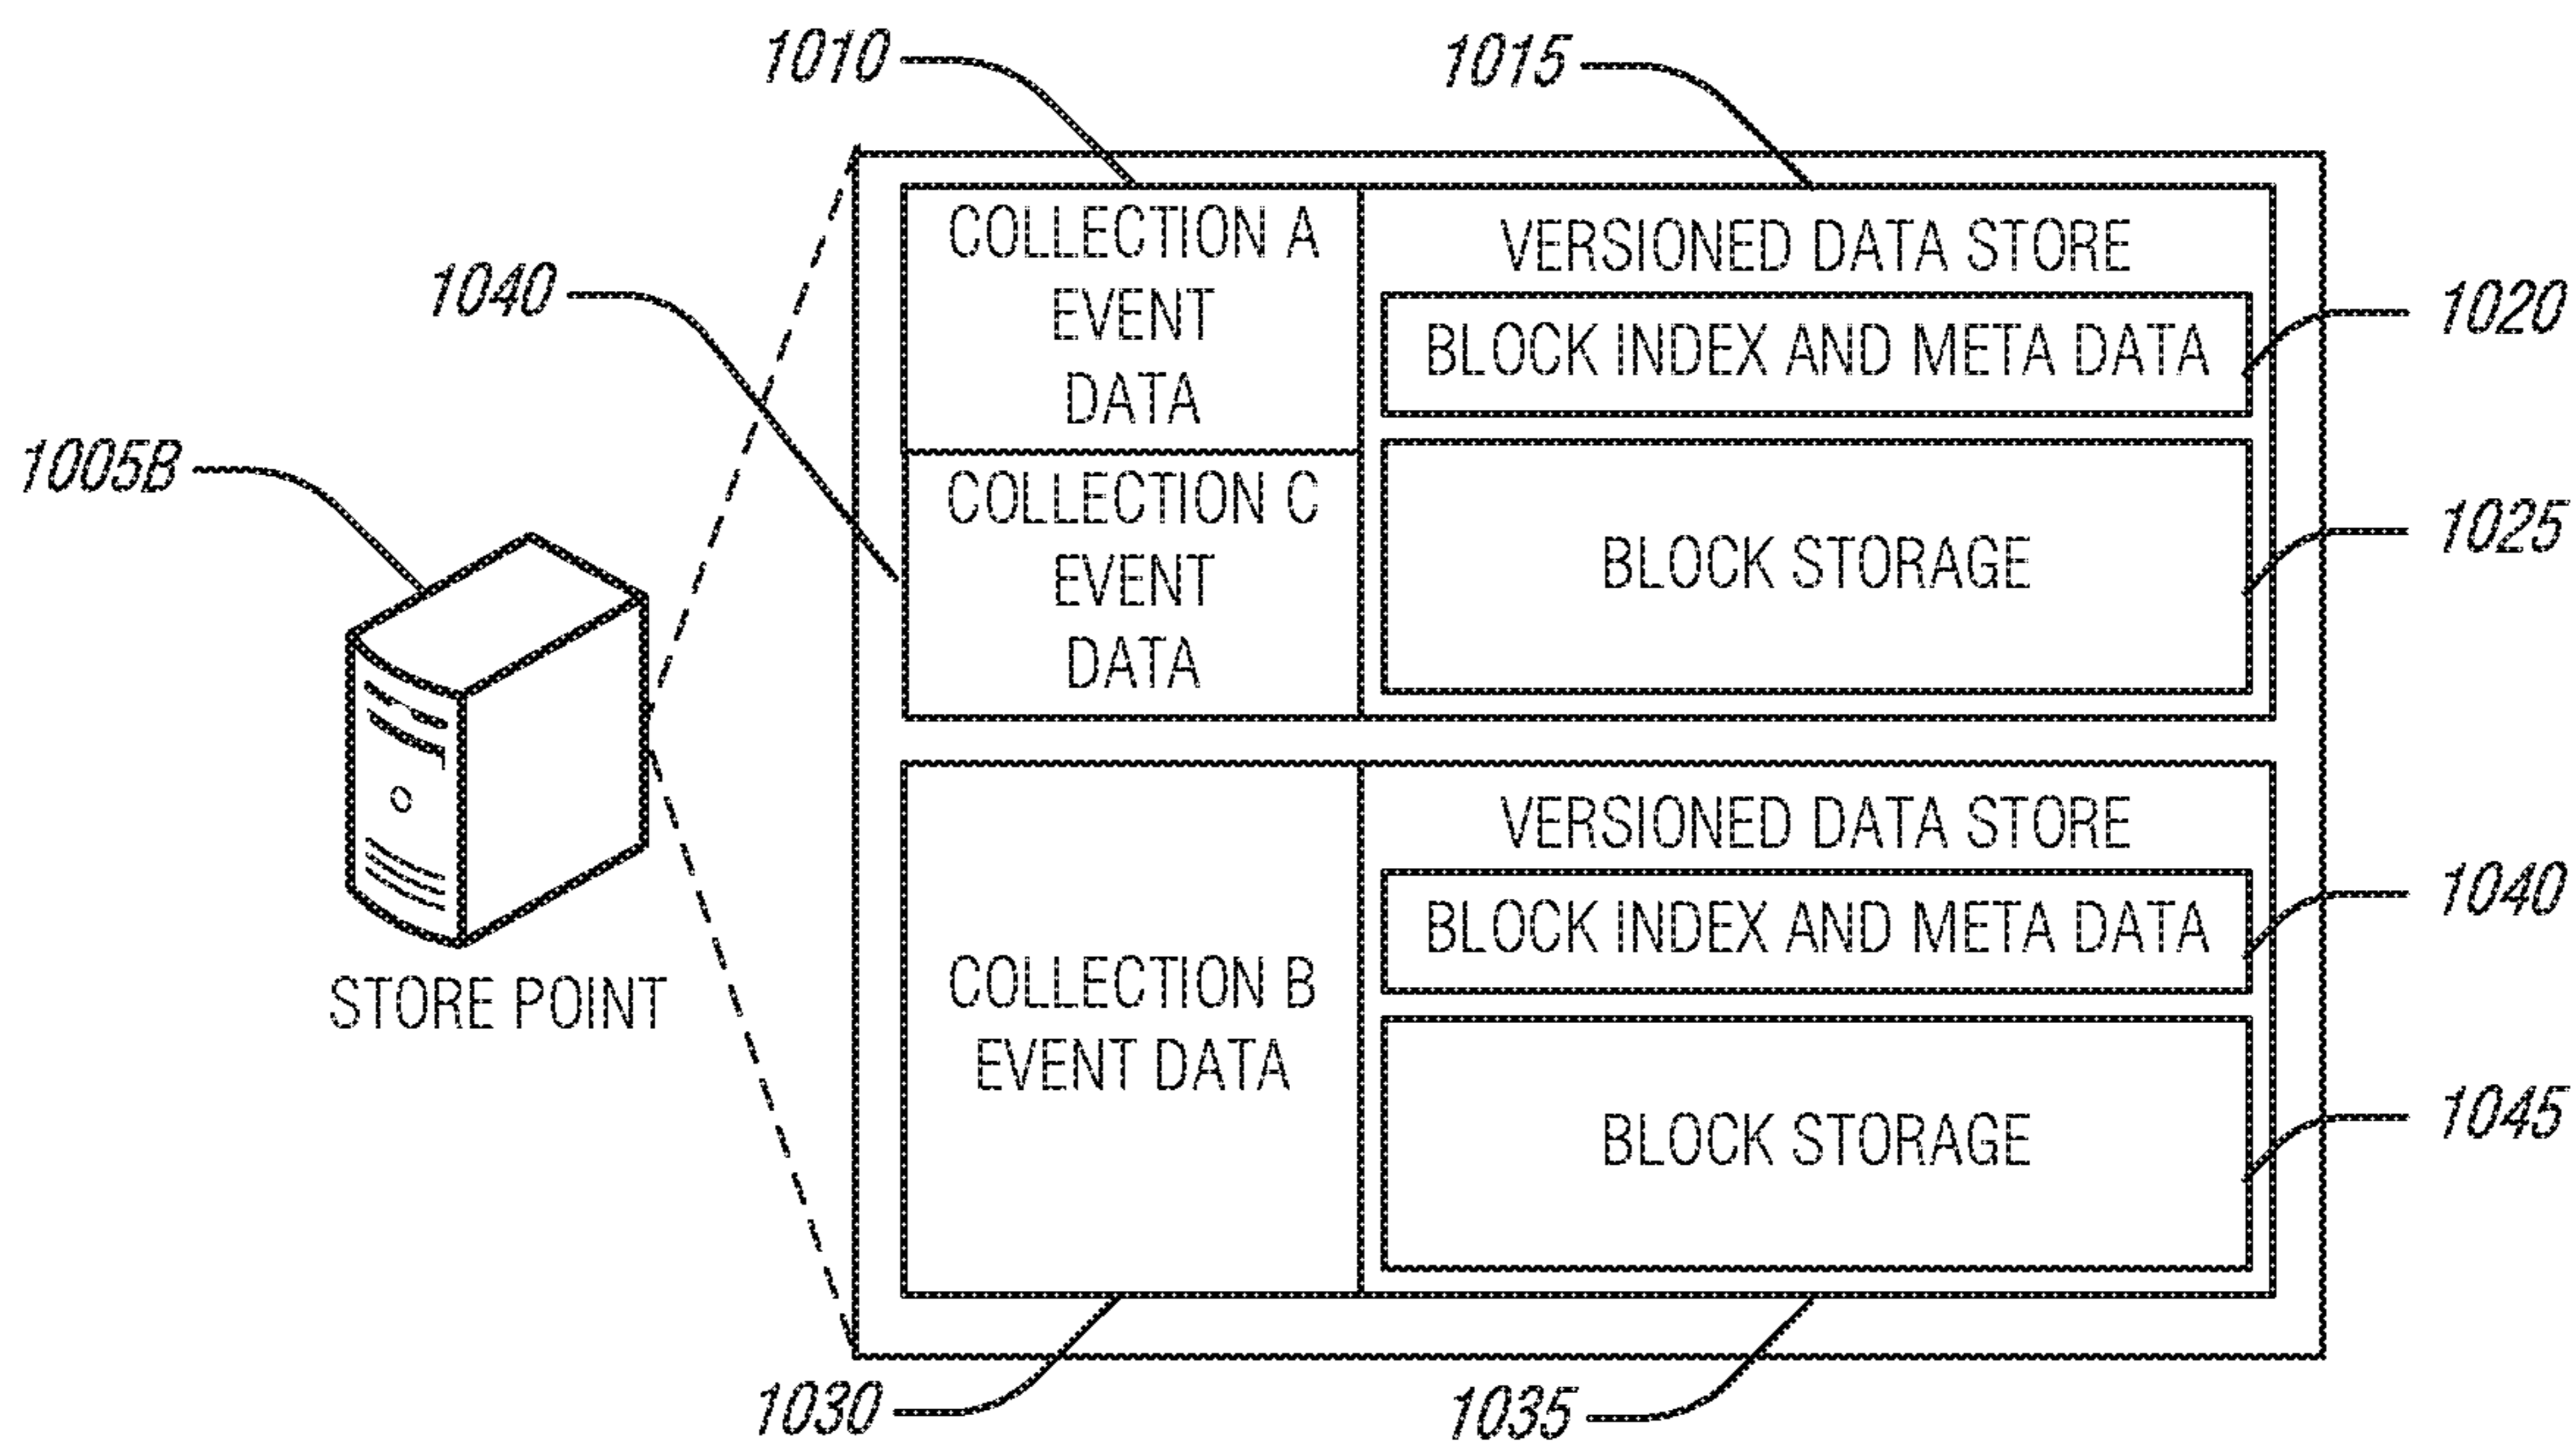 1010
1015
COLLECTION A
EVENT
DATA
VERSIONED DATA STORE
1040
BLOCK INDEX AND META DATA
1020
1005B
COLLECTION C
EVENT
DATA
BLOCK STORAGE
1025
STORE POINT
COLLECTION B
EVENT DATA
VERSIONED DATA STORE
BLOCK INDEX AND META DATA
1040
BLOCK STORAGE
1045
1030
1035